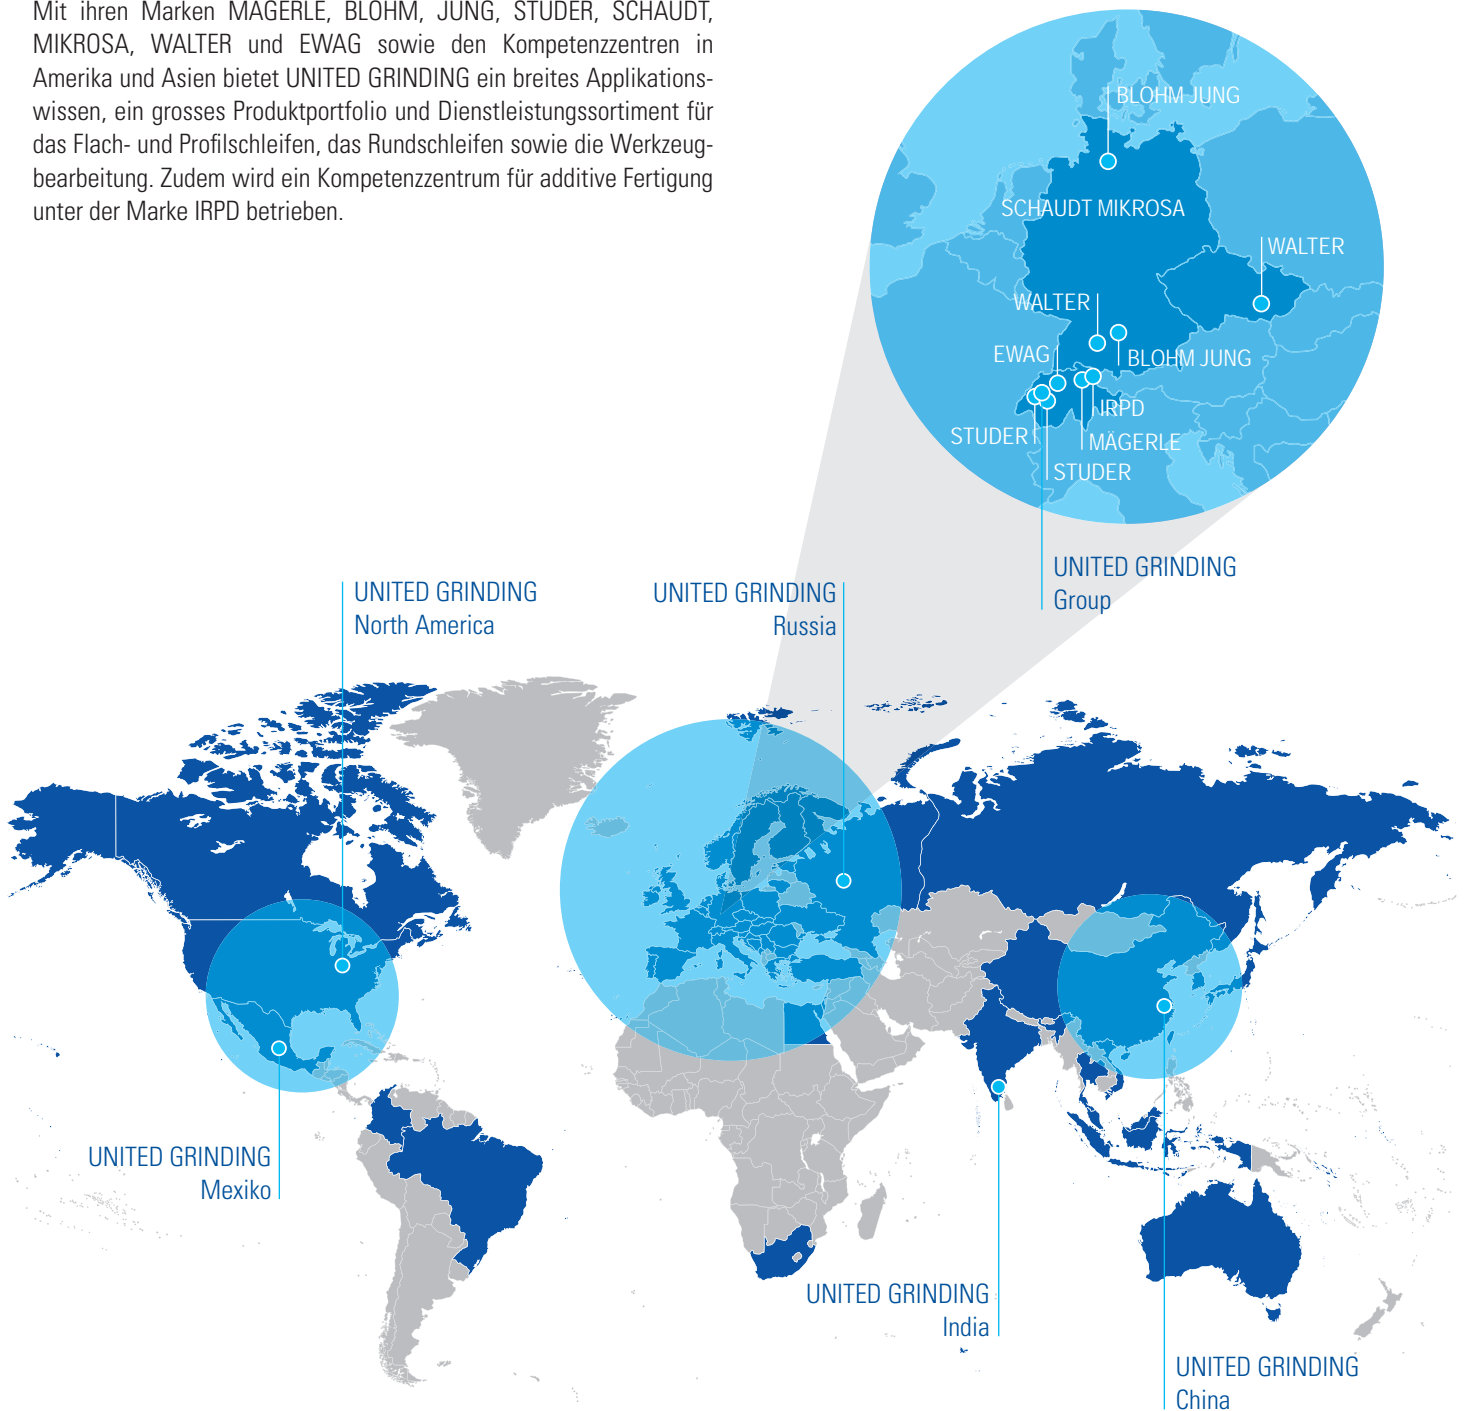 Mit ihren Marken MÄGERLE, BLOHM, JUNG, STUDER, SCHAUDT,
MIKROSA, WALTER und EWAG sowie den Kompetenzzentren in
Amerika und Asien bietet UNITED GRINDING ein breites Applikations-
wissen, ein grosses Produktportfolio und Dienstleistungssortiment für
das Flach- und Profilschleifen, das Rundschleifen sowie die Werkzeug-
bearbeitung. Zudem wird ein Kompetenzzentrum für additive Fertigung
unter der Marke IRPD betrieben.
BLOHM JUNG
SCHAUDT MIKROSA
WALTER
WALTER
EWAG
BLOHM JUNG
IRPD
STUDER
MÄGERLE
STUDER
UNITED GRINDING
Group
UNITED GRINDING
North America
UNITED GRINDING
Russia
UNITED GRINDING
Mexiko
UNITED GRINDING
India
UNITED GRINDING
China